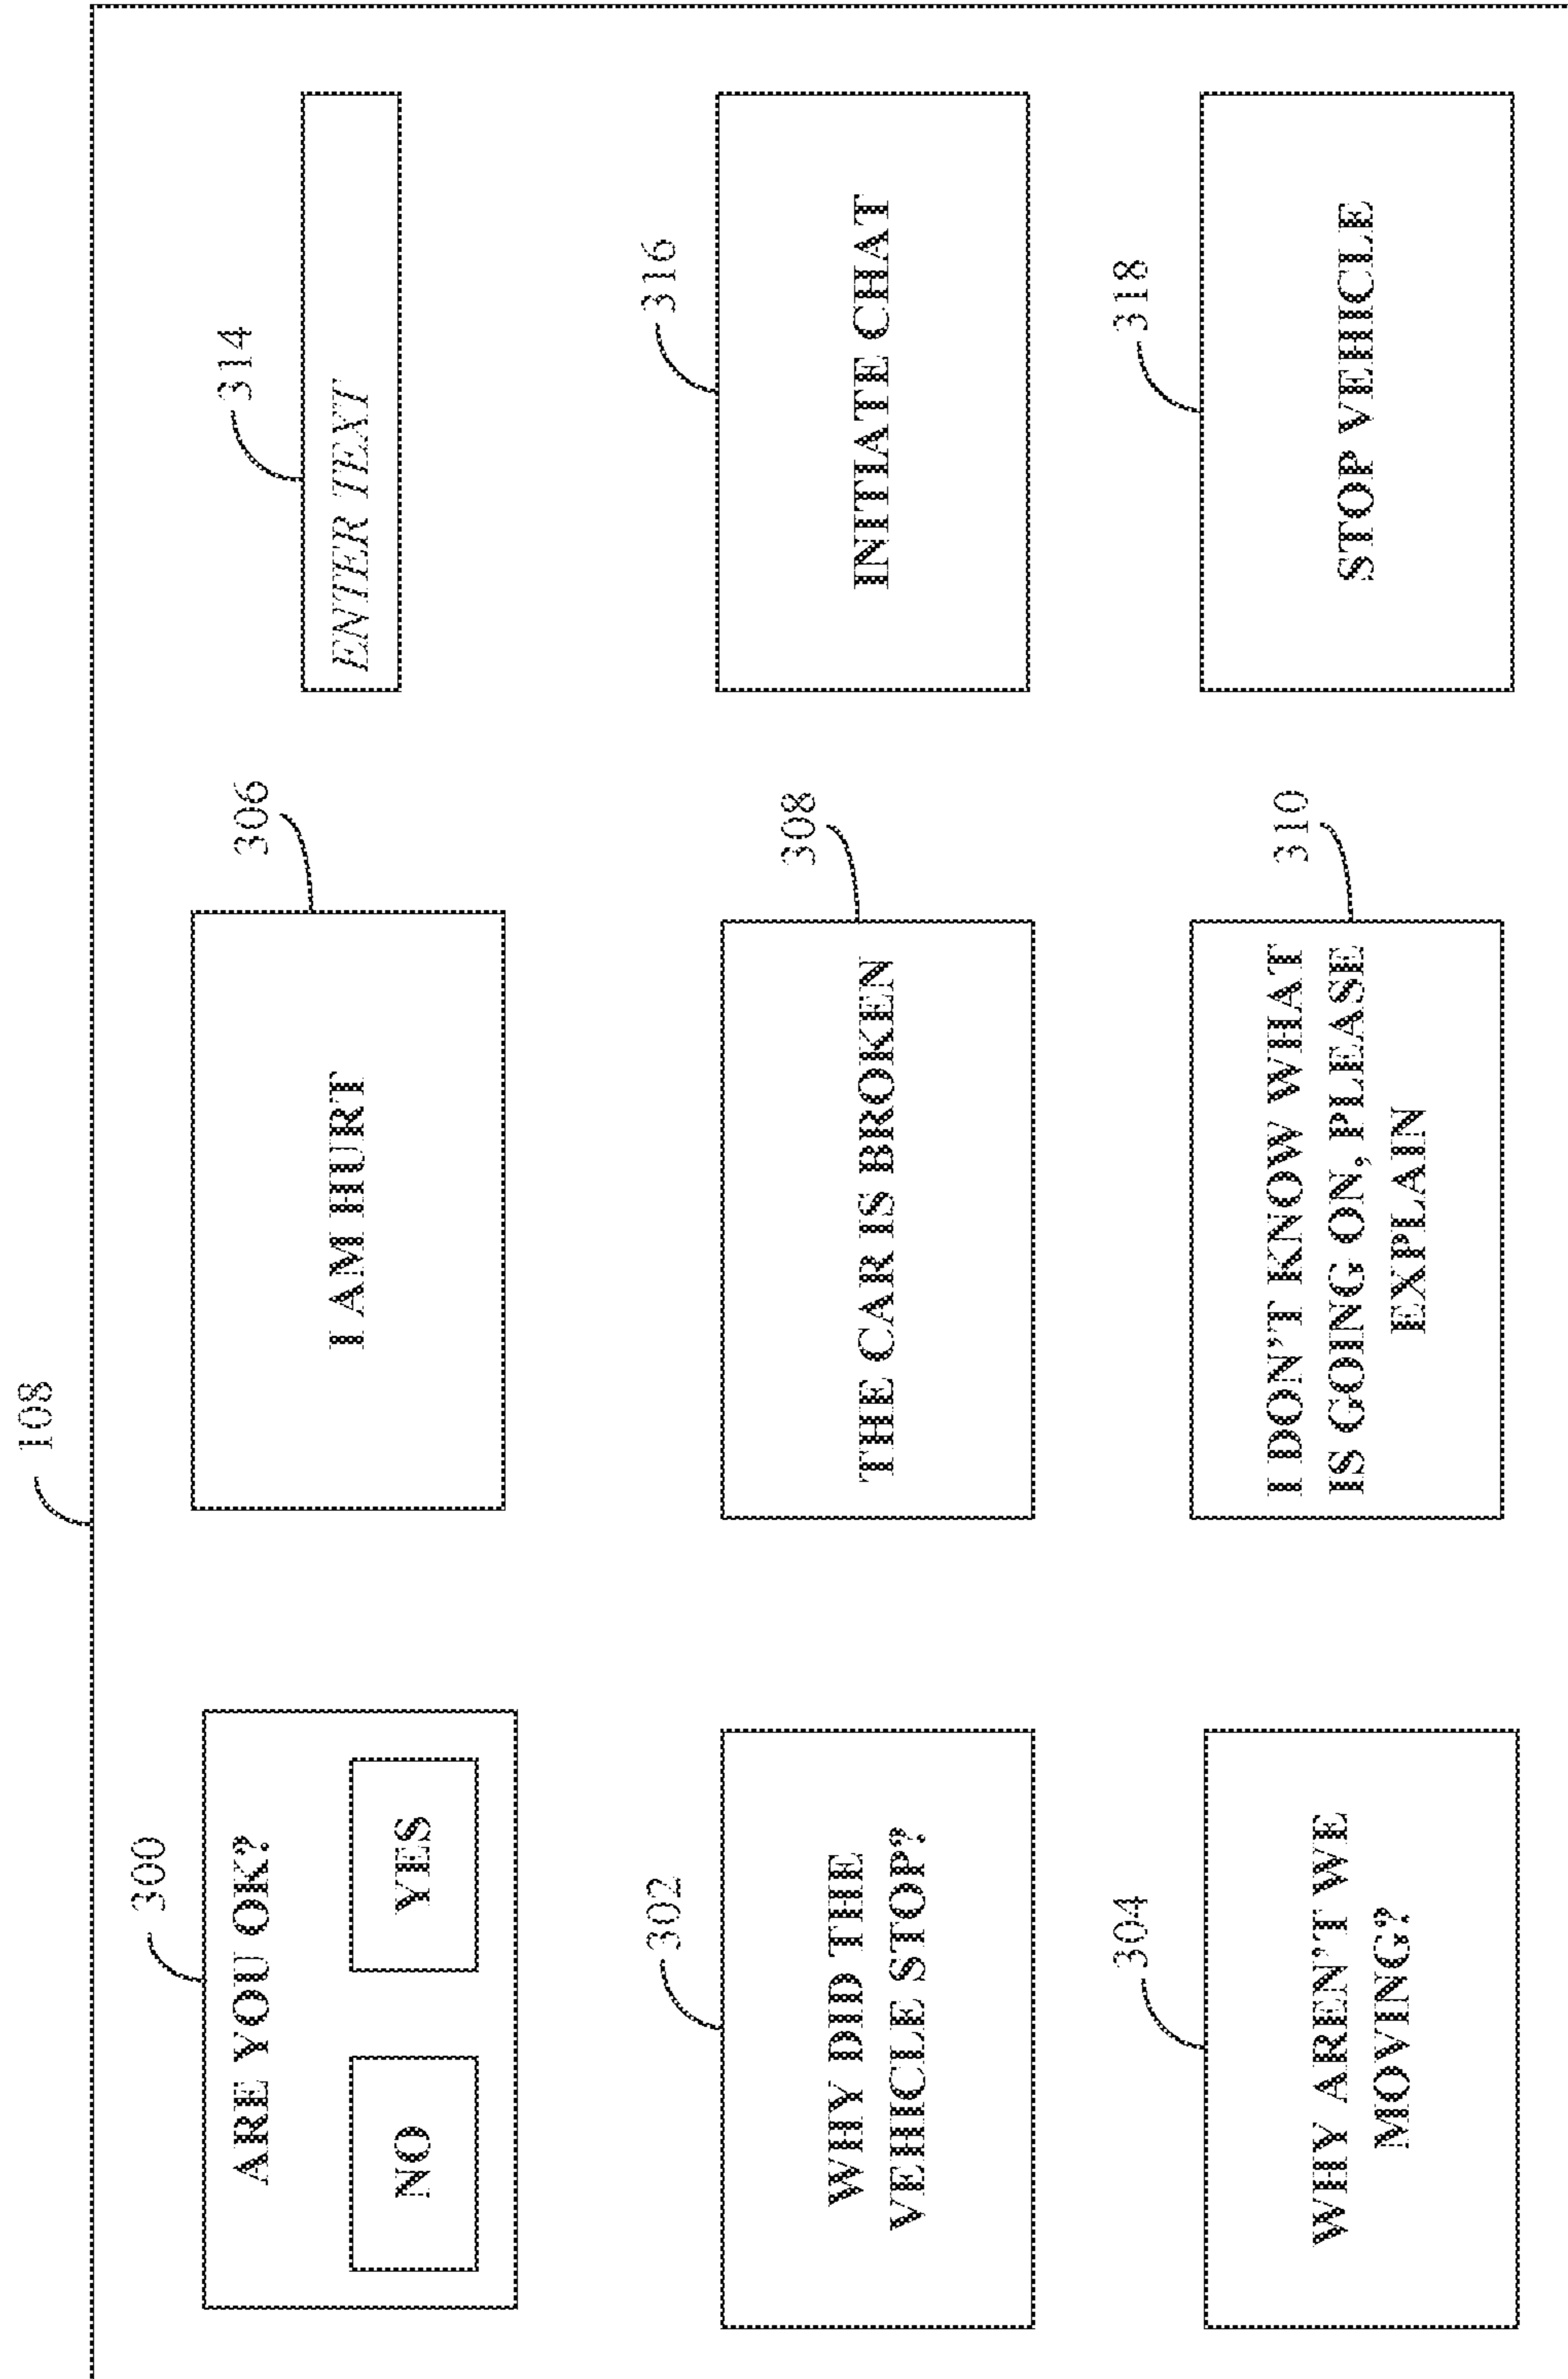 108
300
ARE YOU OK?
NO
YES
306
I AM HURT
314
ENTER TEXT
302
WHY DID THE
VEHICLE STOP?
308
THE CAR IS BROKEN
316
INITIATE CHAT
304
WHY AREN'T WE
MOVING?
310
I DON'T KNOW WHAT
IS GOING ON, PLEASE
EXPLAIN
318
STOP VEHICLE